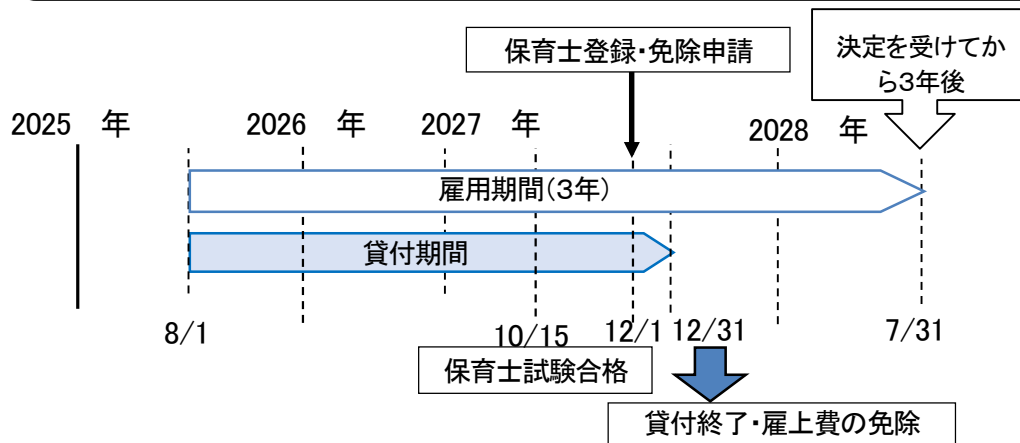 保育士登録・免除申請
決定を受けてか
ら3年後
2025 年
2026 年
2027 年
2028 年
雇用期間(3年)
貸付期間
8/1
10/15
12/1
12/31
7/31
保育士試験合格
貸付終了・雇上費の免除